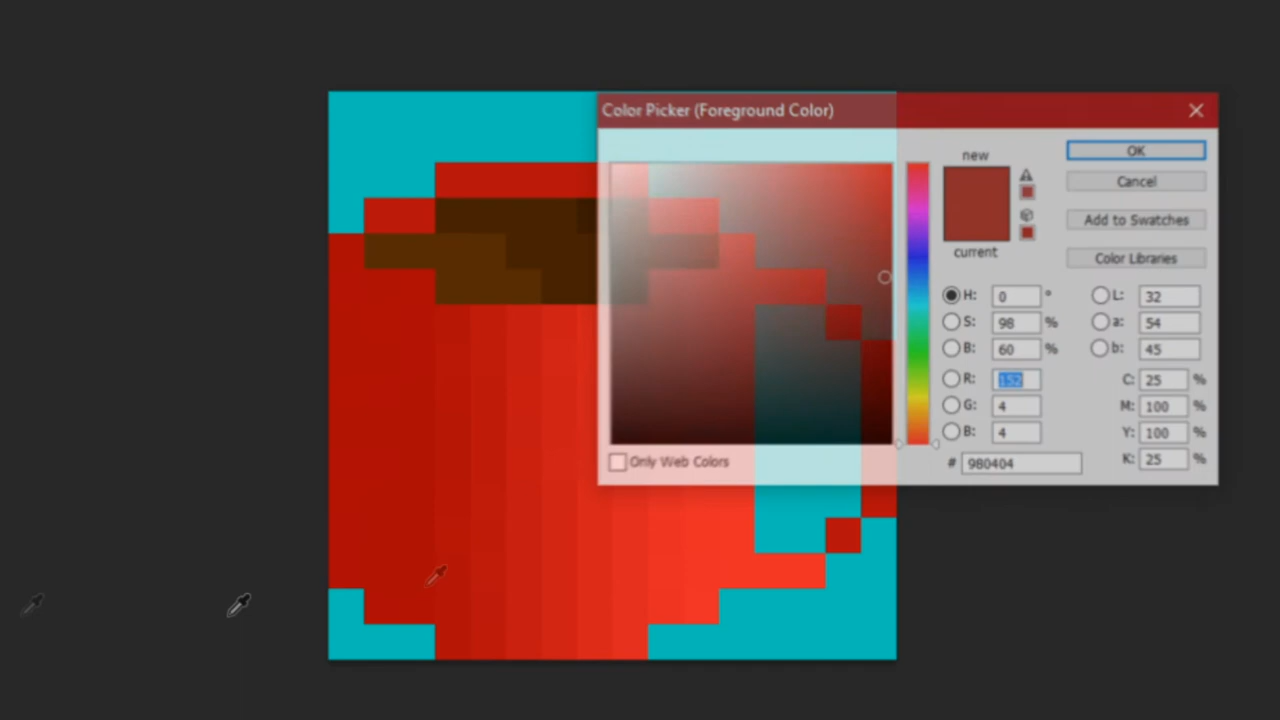 Color Picker (Foreground Color)
new
current
OK
Cancel
Add to Swatches
Color Libraries
H: 0 °
S: 98 %
B: 60 %
R: 152
G: 4
B: 4
# 980404
L: 32
a: 54
b: 45
C: 25 %
M: 100 %
Y: 100 %
K: 25 %
Only Web Colors